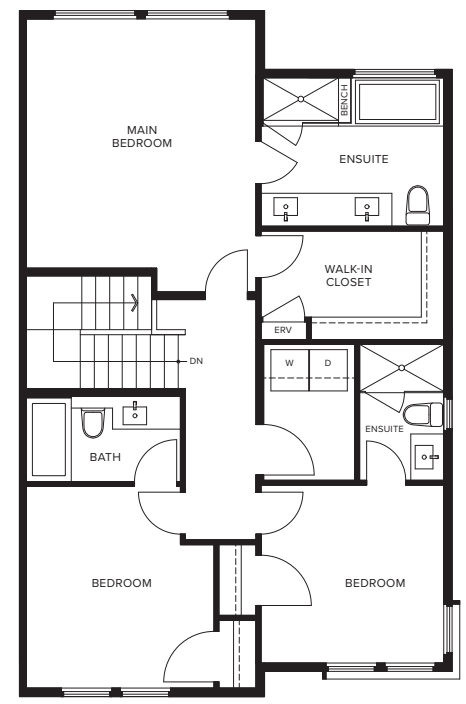 MAIN
BEDROOM
BENCH
ENSUITE
WALK-IN
CLOSET
ERV
DN
W
D
ENSUITE
BATH
BEDROOM
BEDROOM